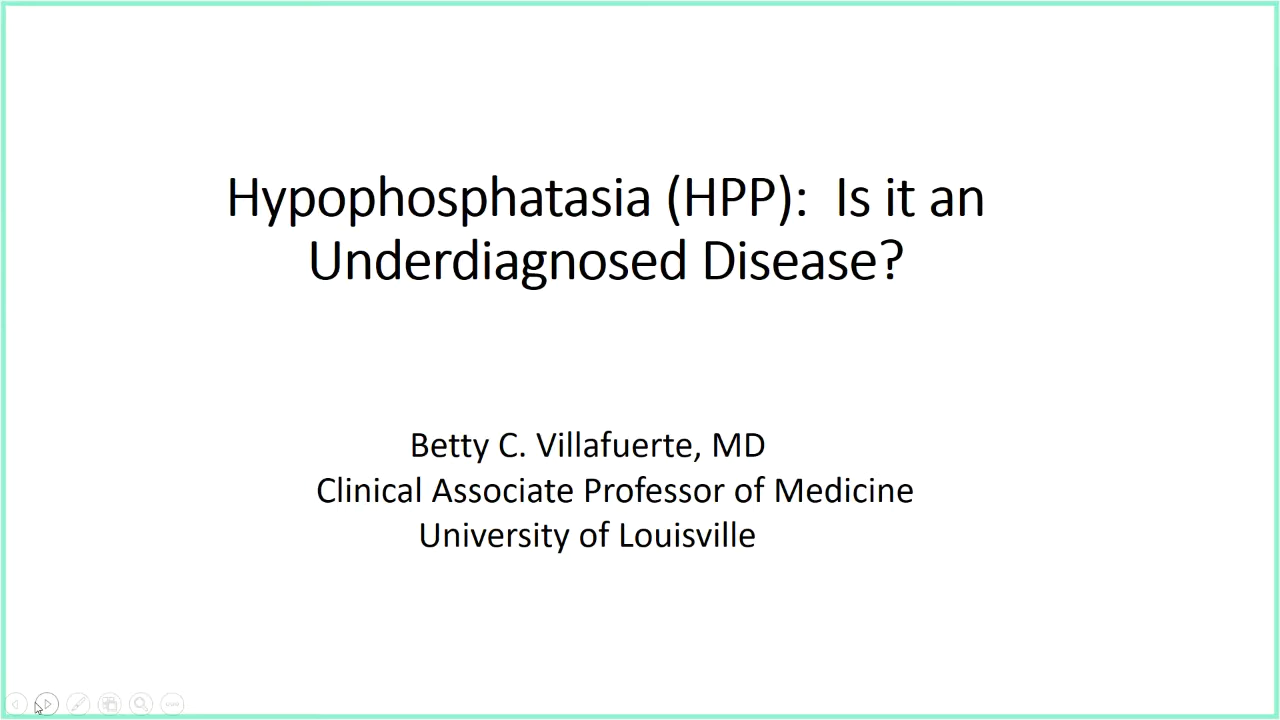 Hypophosphatasia (HPP): Is it an
Underdiagnosed Disease?
Betty C. Villafuerte, MD
Clinical Associate Professor of Medicine
University of Louisville